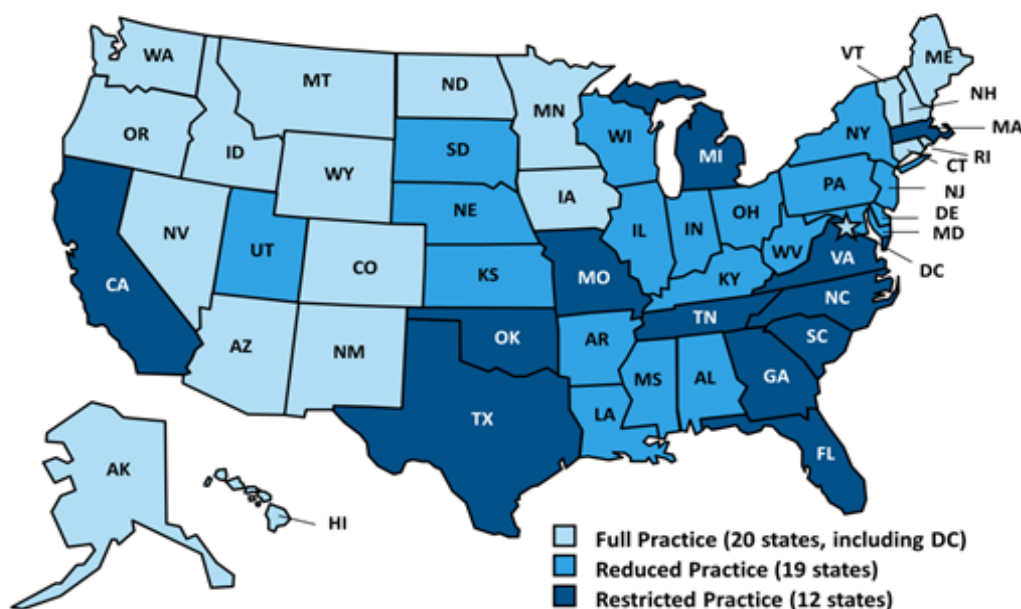 WA
MT
ND
MN
VT
ME
NH
OR
ID
SD
WI
MI
NY
MA
WY
RI
CT
IA
PA
NJ
NV
NE
OH
DE
UT
IL
IN
MD
CO
WV
VA
DC
CA
KS
MO
KY
NC
TN
OK
SC
AZ
NM
AR
MS
AL
GA
LA
TX
FL
AK
HI
Full Practice (20 states, including DC)
Reduced Practice (19 states)
Restricted Practice (12 states)